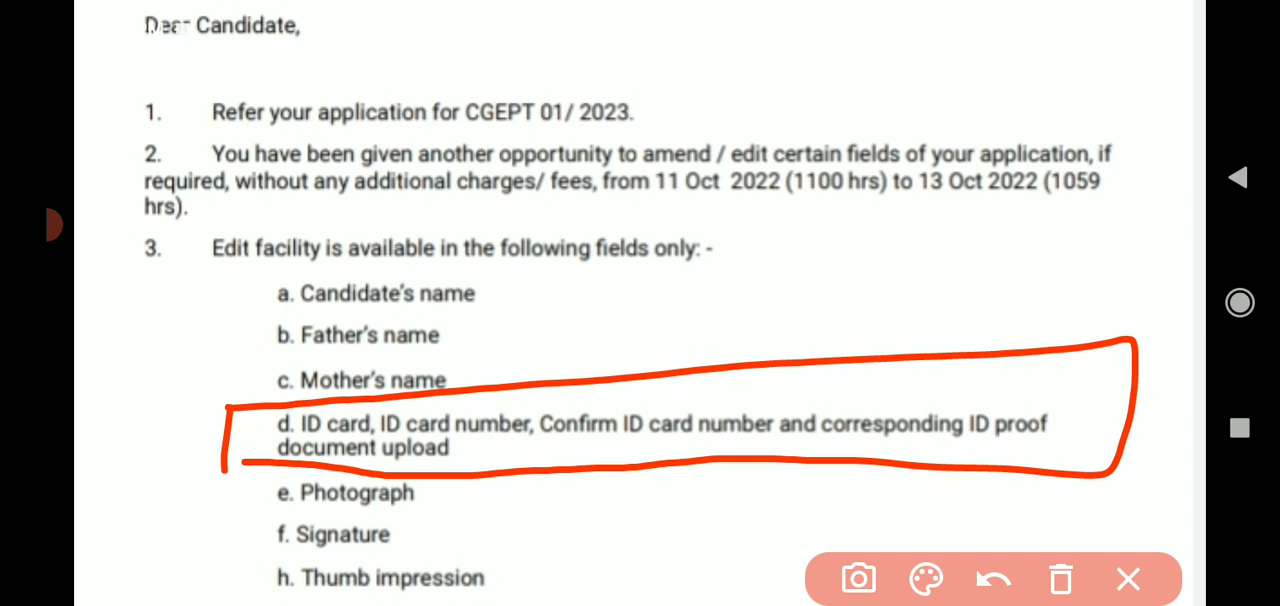 Dear Candidate,
1. Refer your application for CGEPT 01/ 2023.
2. You have been given another opportunity to amend / edit certain fields of your application, if
required, without any additional charges/ fees, from 11 Oct 2022 (1100 hrs) to 13 Oct 2022 (1059
hrs).
3. Edit facility is available in the following fields only: -
a. Candidate's name
b. Father's name
c. Mother's name
d. ID card, ID card number, Confirm ID card number and corresponding ID proof
document upload
e. Photograph
f. Signature
h. Thumb impression